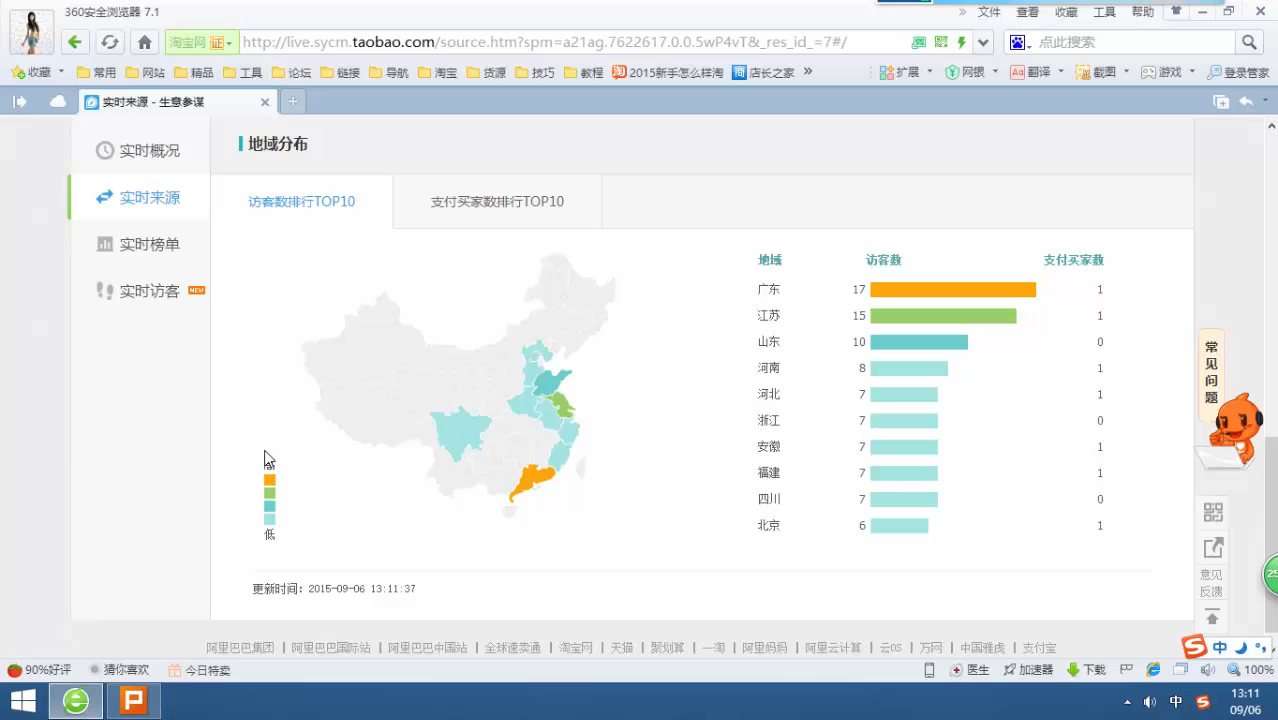 360安全浏览器 7.1
» 文件 查看 收藏 工具 帮助
淘宝网 证 http://live.sycm.taobao.com/source.htm?spm=a21ag.7622617.0.0.5wP4vT&_res_id_=7#/
点此搜索
收藏 常用 网站 精品 工具 论坛 链接 导航 淘宝 货源 技巧 教程 2015新手怎么样淘 商 店长之家 » 扩展 网银 Aa 翻译 截图 游戏 登录管家
实时来源 - 生意参谋
实时概况
实时来源
实时榜单
实时访客 NEW
地域分布
访客数排行TOP10 支付买家数排行TOP10
地域 访客数 支付买家数
广东 17 1
江苏 15 1
山东 10 0
河南 8 1
河北 7 1
浙江 7 0
安徽 7 1
福建 7 1
四川 7 0
北京 6 1
低
更新时间：2015-09-06 13:11:37
常见问题
意见
反馈
阿里巴巴集团 | 阿里巴巴国际站 | 阿里巴巴中国站 | 全球速卖通 | 淘宝网 | 天猫 | 聚划算 | 一淘 | 阿里妈妈 | 阿里云计算 | 云OS | 万网 | 中国雅虎 | 支付宝
中
90%好评 猜你喜欢 今日特卖 医生 加速器 下载 100%
中
13:11
09/06